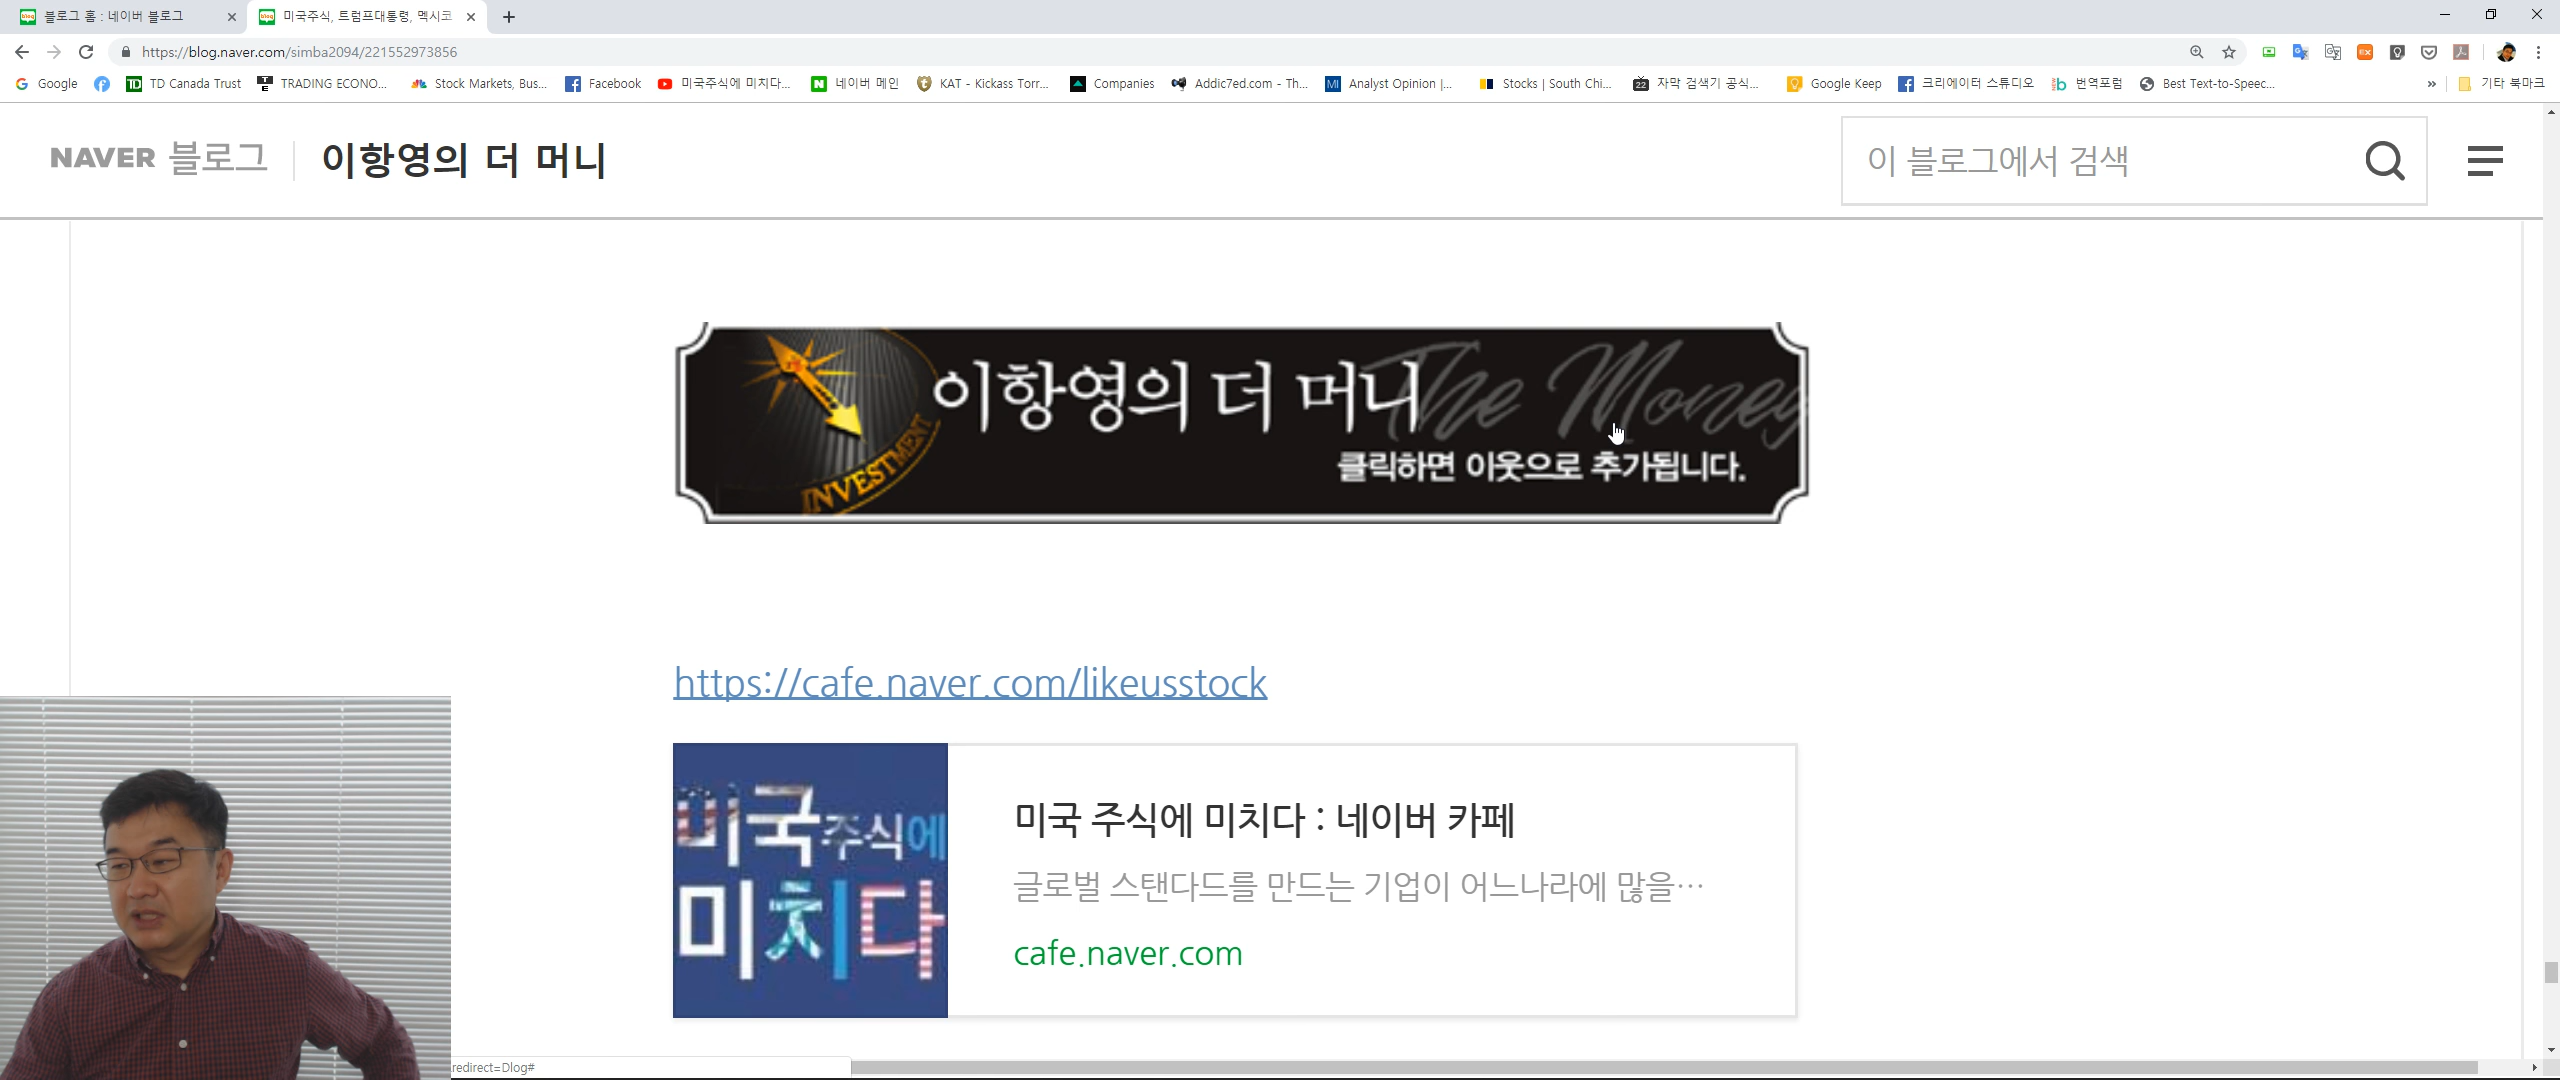 블로그 홈 : 네이버 블로그
미국주식, 트럼프대통령, 멕시코
https://blog.naver.com/simba2094/221552973856
Google
TD Canada Trust
TRADING ECONO...
Stock Markets, Bus...
Facebook
미국주식에 미치다...
네이버 메인
KAT - Kickass Torr...
Companies
Addic7ed.com - Th...
Analyst Opinion |...
Stocks | South Chi...
자막 검색기 공식...
Google Keep
크리에이터 스튜디오
번역포럼
Best Text-to-Speec...
기타 북마크
NAVER 블로그
이항영의 더 머니
이 블로그에서 검색
이항영의 더 머니
The Money
INVESTMENT
클릭하면 이웃으로 추가됩니다.
https://cafe.naver.com/likeusstock
미국주식에
미치다
미국 주식에 미치다 : 네이버 카페
글로벌 스탠다드를 만드는 기업이 어느나라에 많을…
cafe.naver.com
redirect=Dlog#